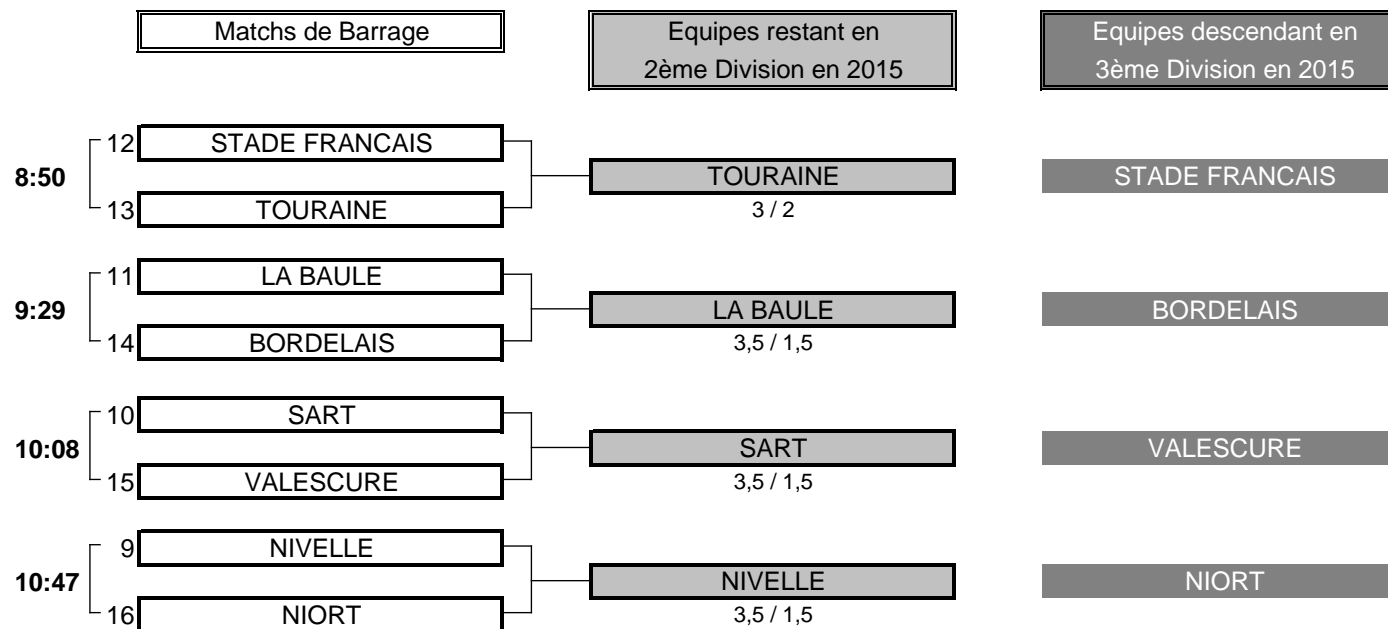 Matchs de Barrage
Equipes restant en
2ème Division en 2015
Equipes descendant en
3ème Division en 2015
8:50
12 STADE FRANCAIS
13 TOURAINE
TOURAINE
3 / 2
STADE FRANCAIS
9:29
11 LA BAULE
14 BORDELAIS
LA BAULE
3,5 / 1,5
BORDELAIS
10:08
10 SART
15 VALESCURE
SART
3,5 / 1,5
VALESCURE
10:47
9 NIVELLE
16 NIORT
NIVELLE
3,5 / 1,5
NIORT